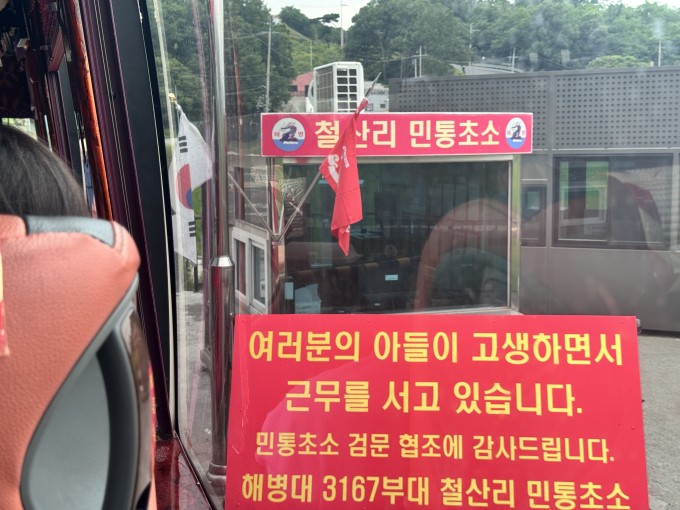 철산리 민통초소
여러분의 아들이 고생하면서
근무를 서고 있습니다.
민통초소 검문 협조에 감사드립니다.
해병대 3167부대 철산리 민통초소